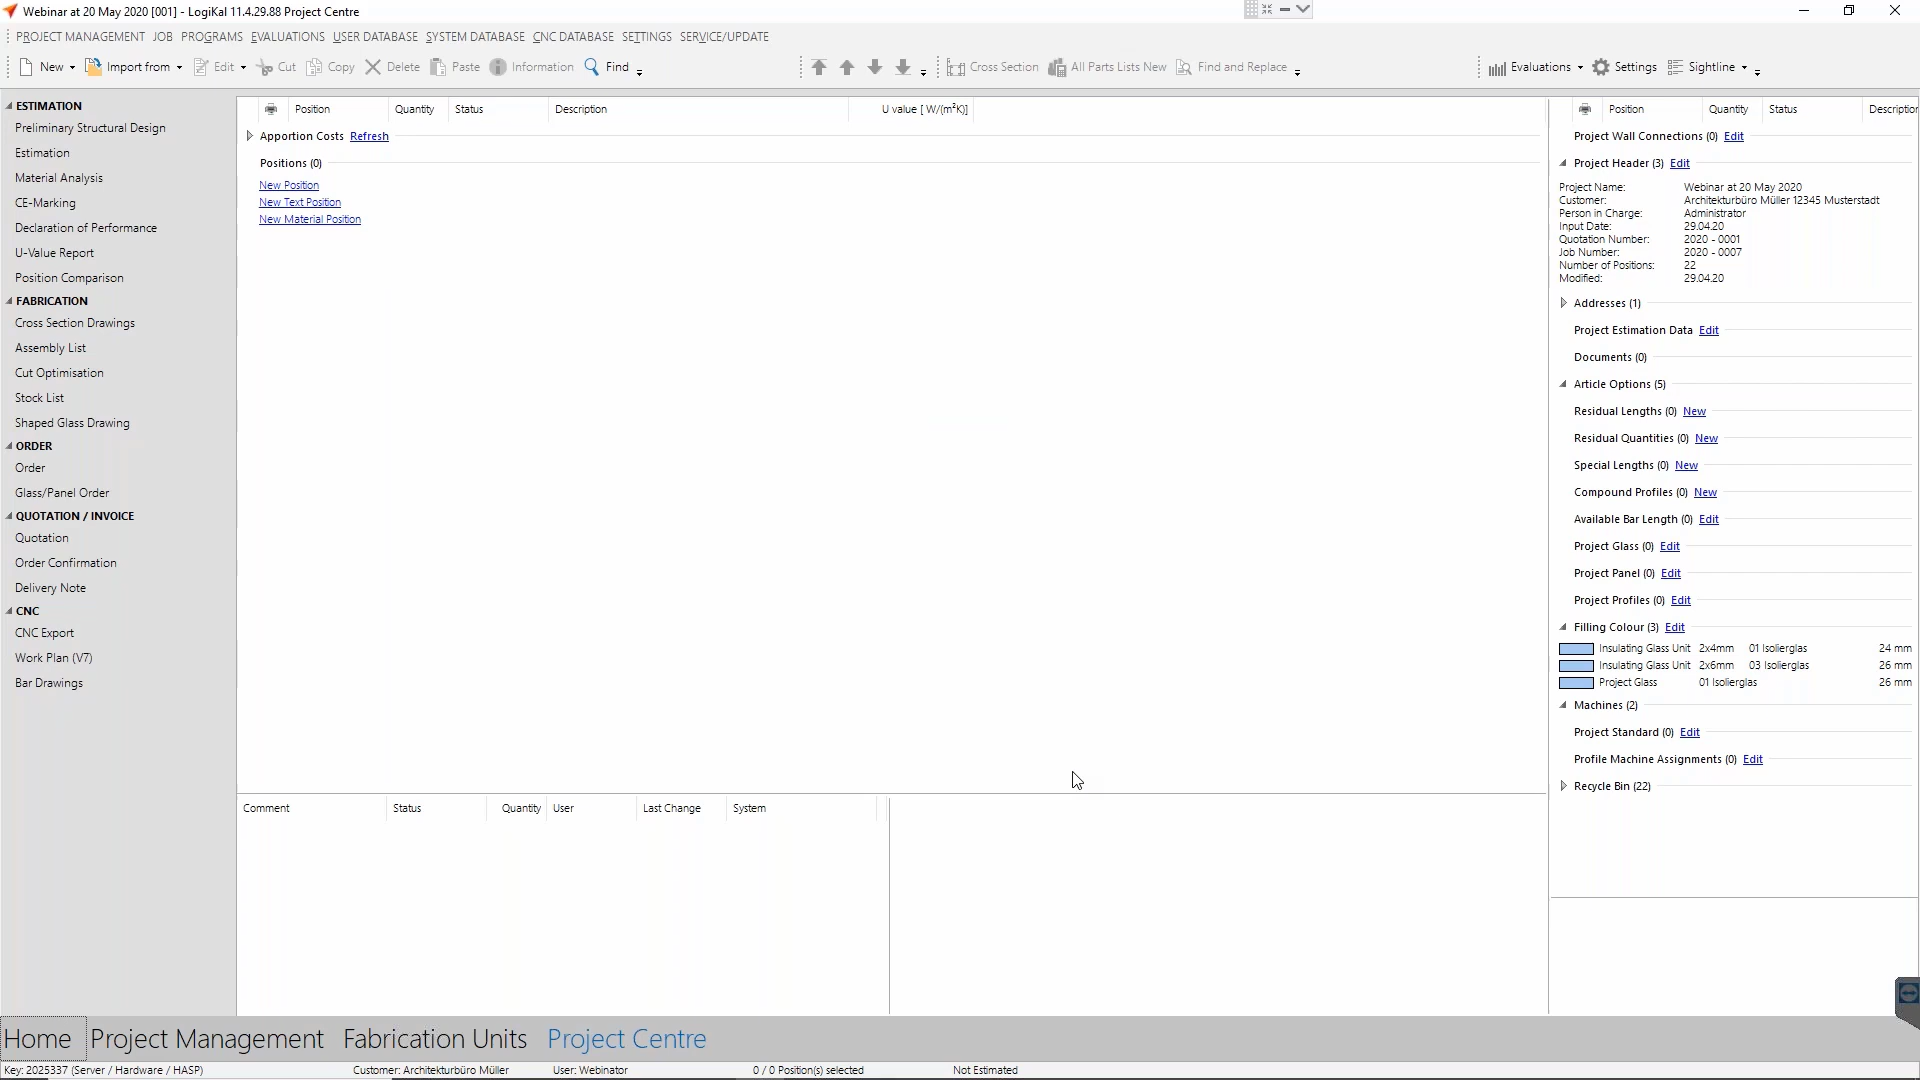 Webinar at 20 May 2020 [001] - LogiKal 11.4.29.88 Project Centre
PROJECT MANAGEMENT JOB PROGRAMS EVALUATIONS USER DATABASE SYSTEM DATABASE CNC DATABASE SETTINGS SERVICE/UPDATE
New Import from Edit Cut Copy Delete Paste Information Find Cross Section All Parts Lists New Find and Replace Evaluations Settings Sightline
ESTIMATION
Preliminary Structural Design
Estimation
Material Analysis
CE-Marking
Declaration of Performance
U-Value Report
Position Comparison
FABRICATION
Cross Section Drawings
Assembly List
Cut Optimisation
Stock List
Shaped Glass Drawing
ORDER
Order
Glass/Panel Order
QUOTATION / INVOICE
Quotation
Order Confirmation
Delivery Note
CNC
CNC Export
Work Plan (V7)
Bar Drawings
Position Quantity Status Description U value [ W/(m²K)]
Apportion Costs Refresh
Positions (0)
New Position
New Text Position
New Material Position
Comment Status Quantity User Last Change System
Position Quantity Status Description
Project Wall Connections (0) Edit
Project Header (3) Edit
Project Name: Webinar at 20 May 2020
Customer: Architekturbüro Müller 12345 Musterstadt
Person in Charge: Administrator
Input Date: 29.04.20
Quotation Number: 2020 - 0001
Job Number: 2020 - 0007
Number of Positions: 22
Modified: 29.04.20
Addresses (1)
Project Estimation Data Edit
Documents (0)
Article Options (5)
Residual Lengths (0) New
Residual Quantities (0) New
Special Lengths (0) New
Compound Profiles (0) New
Available Bar Length (0) Edit
Project Glass (0) Edit
Project Panel (0) Edit
Project Profiles (0) Edit
Filling Colour (3) Edit
Insulating Glass Unit 2x4mm 01 Isolierglas 24 mm
Insulating Glass Unit 2x6mm 03 Isolierglas 26 mm
Project Glass 01 Isolierglas 26 mm
Machines (2)
Project Standard (0) Edit
Profile Machine Assignments (0) Edit
Recycle Bin (22)
Home Project Management Fabrication Units Project Centre
Key: 2025337 (Server / Hardware / HASP) Customer: Architekturbüro Müller User: Webinator 0 / 0 Position(s) selected Not Estimated